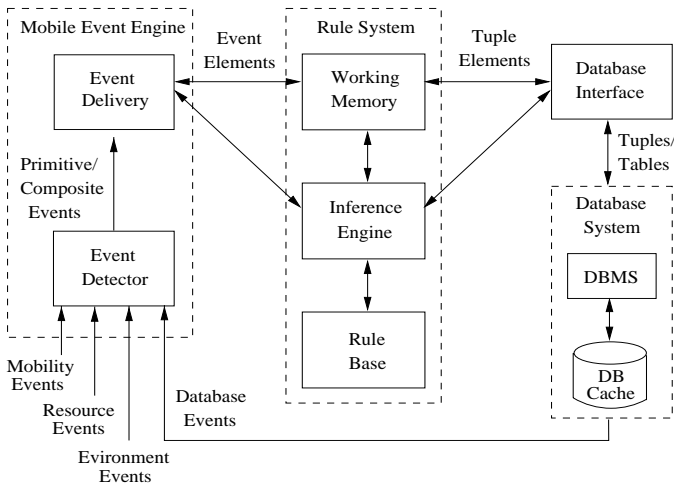 Mobile Event Engine
Event
Delivery
Primitive/
Composite
Events
Event
Detector
Mobility
Events
Resource
Events
Evironment
Events
Database
Events
Event
Elements
Rule System
Working
Memory
Inference
Engine
Rule
Base
Tuple
Elements
Database
Interface
Tuples/
Tables
Database
System
DBMS
DB
Cache